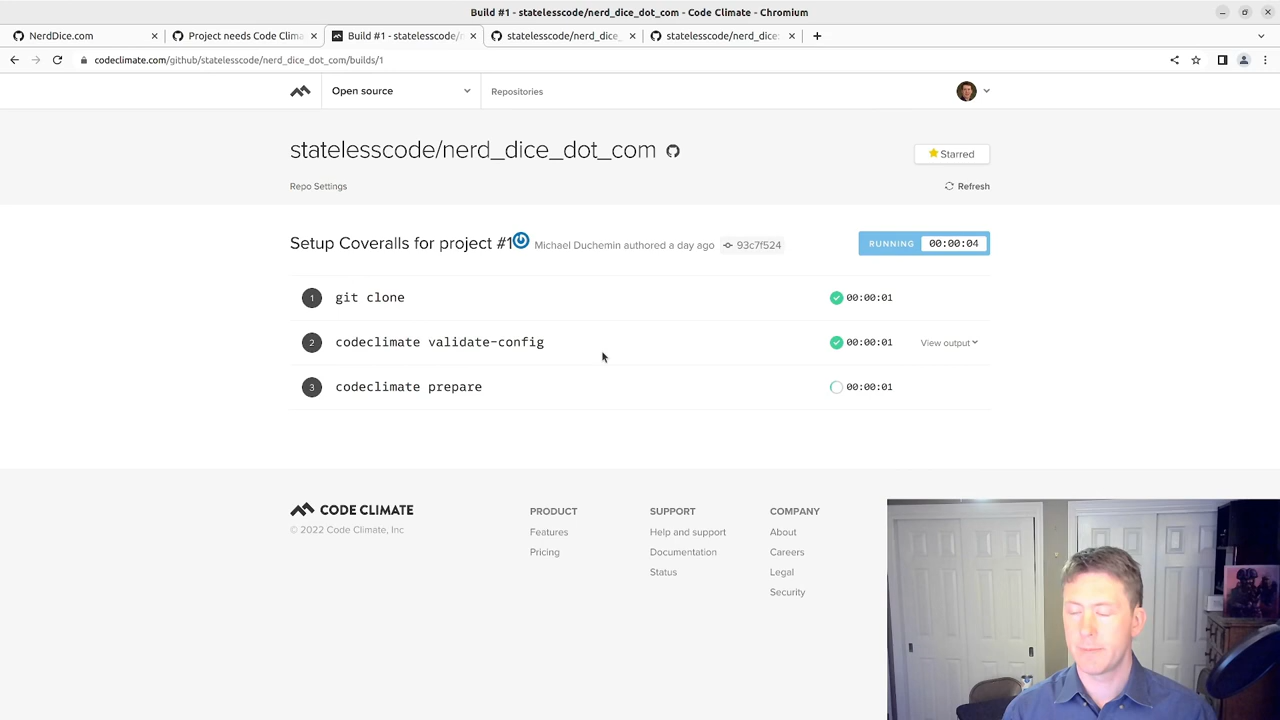 Build #1 - statelesscode/nerd_dice_dot_com - Code Climate - Chromium
NerdDice.com
Project needs Code Clima
Build #1 - statelesscode/
statelesscode/nerd_dice_
statelesscode/nerd_dice
codeclimate.com/github/statelesscode/nerd_dice_dot_com/builds/1
Open source
Repositories
statelesscode/nerd_dice_dot_com
Starred
Repo Settings
Refresh
Setup Coveralls for project #1
Michael Duchemin authored a day ago
93c7f524
RUNNING 00:00:04
1 git clone 00:00:01
2 codeclimate validate-config 00:00:01 View output
3 codeclimate prepare 00:00:01
CODE CLIMATE
© 2022 Code Climate, Inc
PRODUCT
Features
Pricing
SUPPORT
Help and support
Documentation
Status
COMPANY
About
Careers
Legal
Security